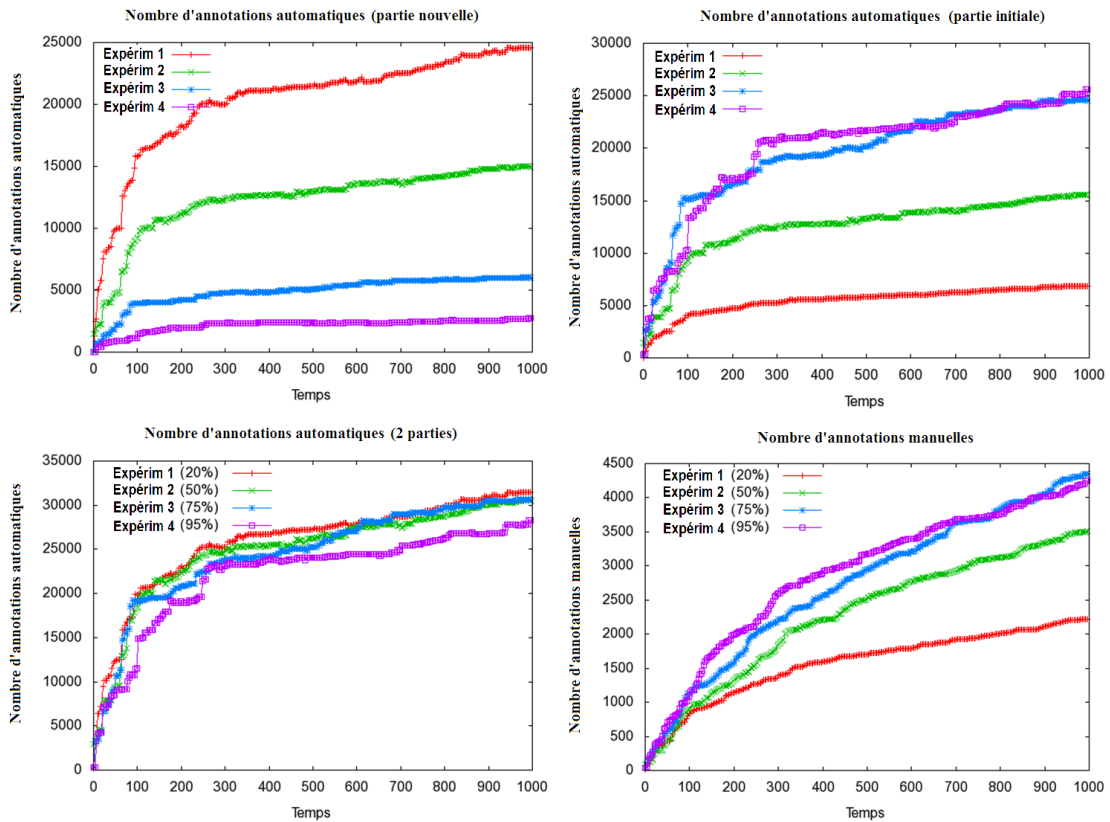 Nombre d'annotations automatiques (partie nouvelle)
Nombre d'annotations automatiques
25000
20000
15000
10000
5000
0
Expérim 1
Expérim 2
Expérim 3
Expérim 4
0 100 200 300 400 500 600 700 800 900 1000
Temps
Nombre d'annotations automatiques (partie initiale)
Nombre d'annotations automatiques
30000
25000
20000
15000
10000
5000
0
Expérim 1
Expérim 2
Expérim 3
Expérim 4
0 100 200 300 400 500 600 700 800 900 1000
Temps
Nombre d'annotations automatiques (2 parties)
Nombre d'annotations automatiques
35000
30000
25000
20000
15000
10000
5000
0
Expérim 1 (20%)
Expérim 2 (50%)
Expérim 3 (75%)
Expérim 4 (95%)
0 100 200 300 400 500 600 700 800 900 1000
Temps
Nombre d'annotations manuelles
Nombre d'annotations manuelles
4500
4000
3500
3000
2500
2000
1500
1000
500
0
Expérim 1 (20%)
Expérim 2 (50%)
Expérim 3 (75%)
Expérim 4 (95%)
0 100 200 300 400 500 600 700 800 900 1000
Temps